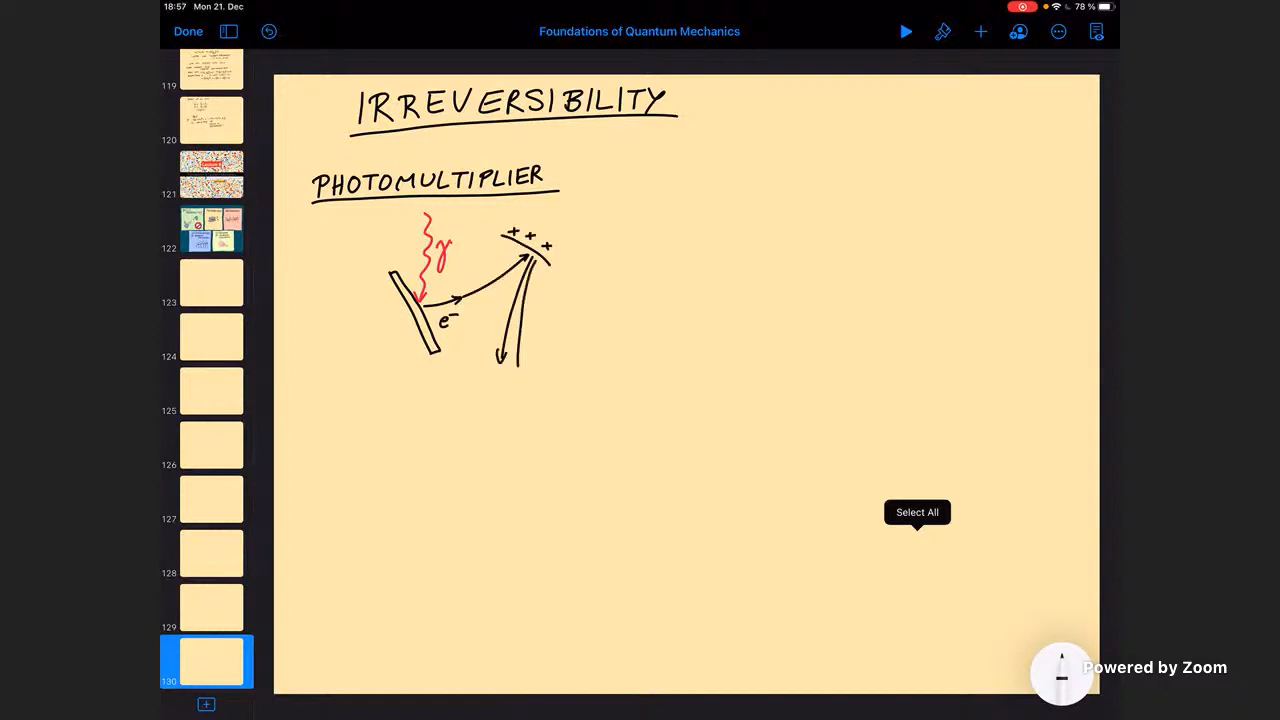 18:57 Mon 21. Dec
78 %
Done
Foundations of Quantum Mechanics
119
120
121
122
123
124
125
126
127
128
129
130
IRREVERSIBILITY
PHOTOMULTIPLIER
+ + +
γ
e⁻
Select All
Powered by Zoom